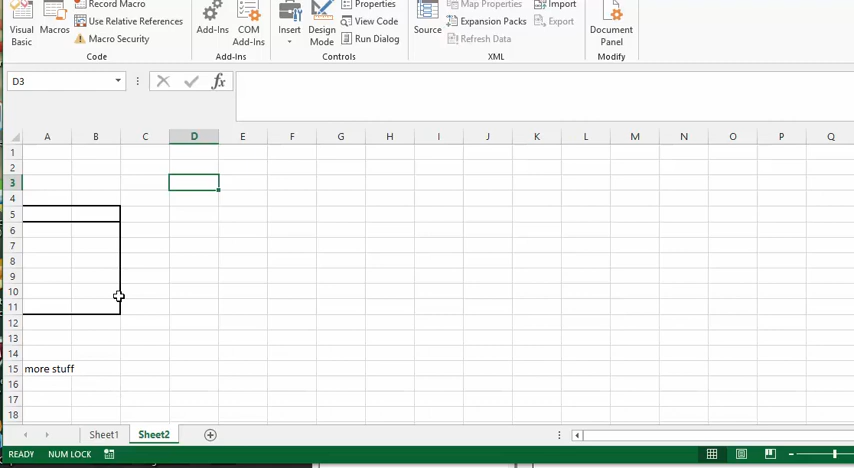 Record Macro
Properties
Map Properties
Import
Visual Basic
Macros
Use Relative References
Add-Ins
COM Add-Ins
Insert
Design Mode
View Code
Source
Expansion Packs
Export
Document Panel
Macro Security
Run Dialog
Refresh Data
Code
Add-Ins
Controls
XML
Modify
D3
fx
A B C D E F G H I J K L M N O P Q
1
2
3
4
5
6
7
8
9
10
11
12
13
14
15 more stuff
16
17
18
Sheet1 Sheet2
READY NUM LOCK